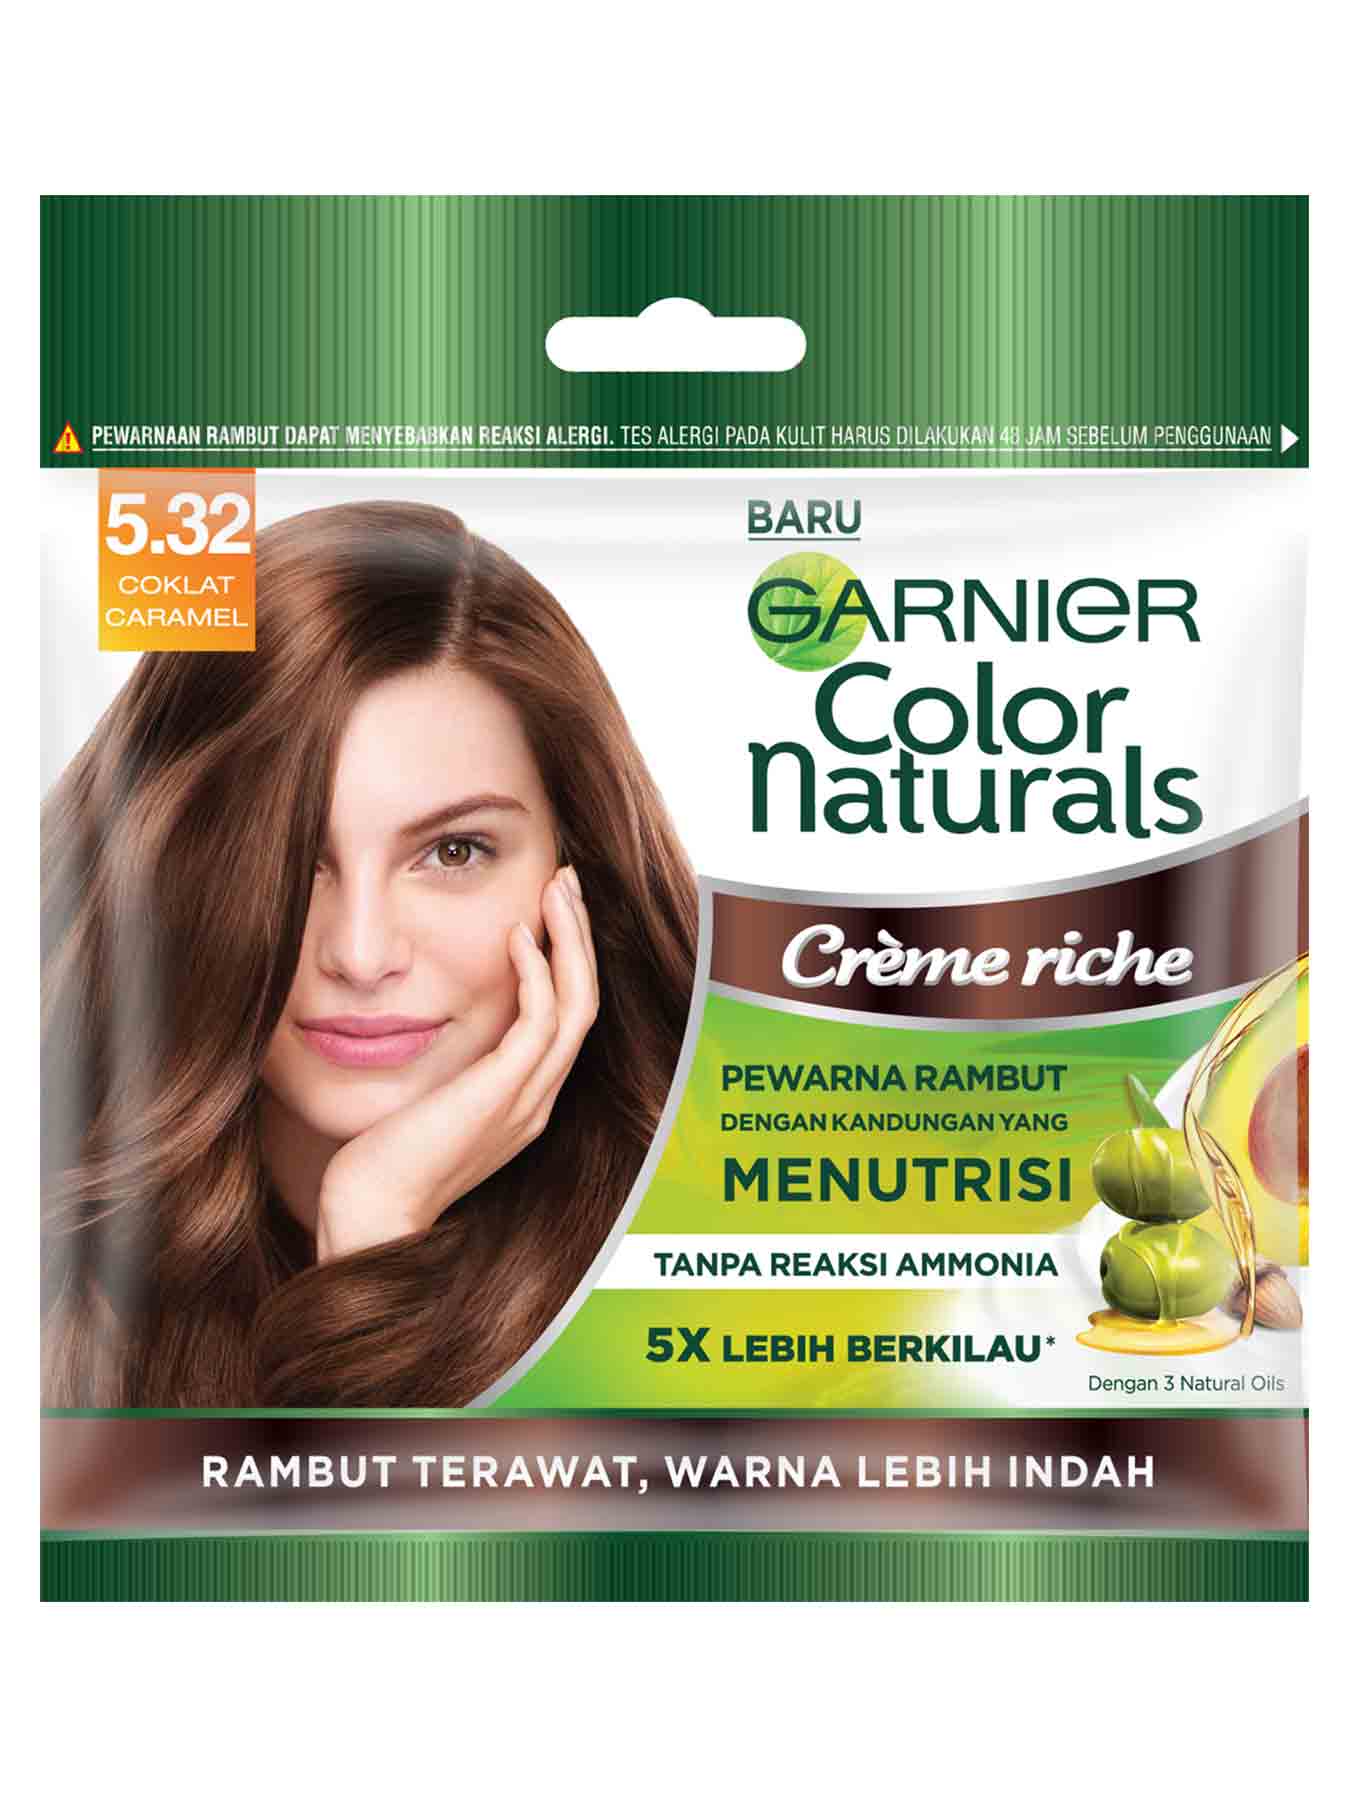 PEWARNAAN RAMBUT DAPAT MENYEBABKAN REAKSI ALERGI. TES ALERGI PADA KULIT HARUS DILAKUKAN 48 JAM SEBELUM PENGGUNAAN
5.32
COKLAT
CARAMEL
BARU
GARNIER
Color
Naturals
Crème riche
PEWARNA RAMBUT
DENGAN KANDUNGAN YANG
MENUTRISI
TANPA REAKSI AMMONIA
5X LEBIH BERKILAU*
Dengan 3 Natural Oils
RAMBUT TERAWAT, WARNA LEBIH INDAH